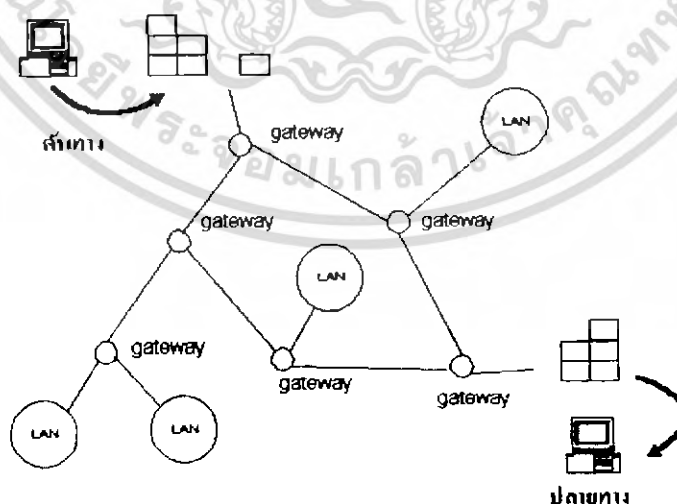 ต้นทาง
gateway
LAN
gateway
gateway
LAN
gateway
gateway
gateway
LAN
LAN
ปลายทาง